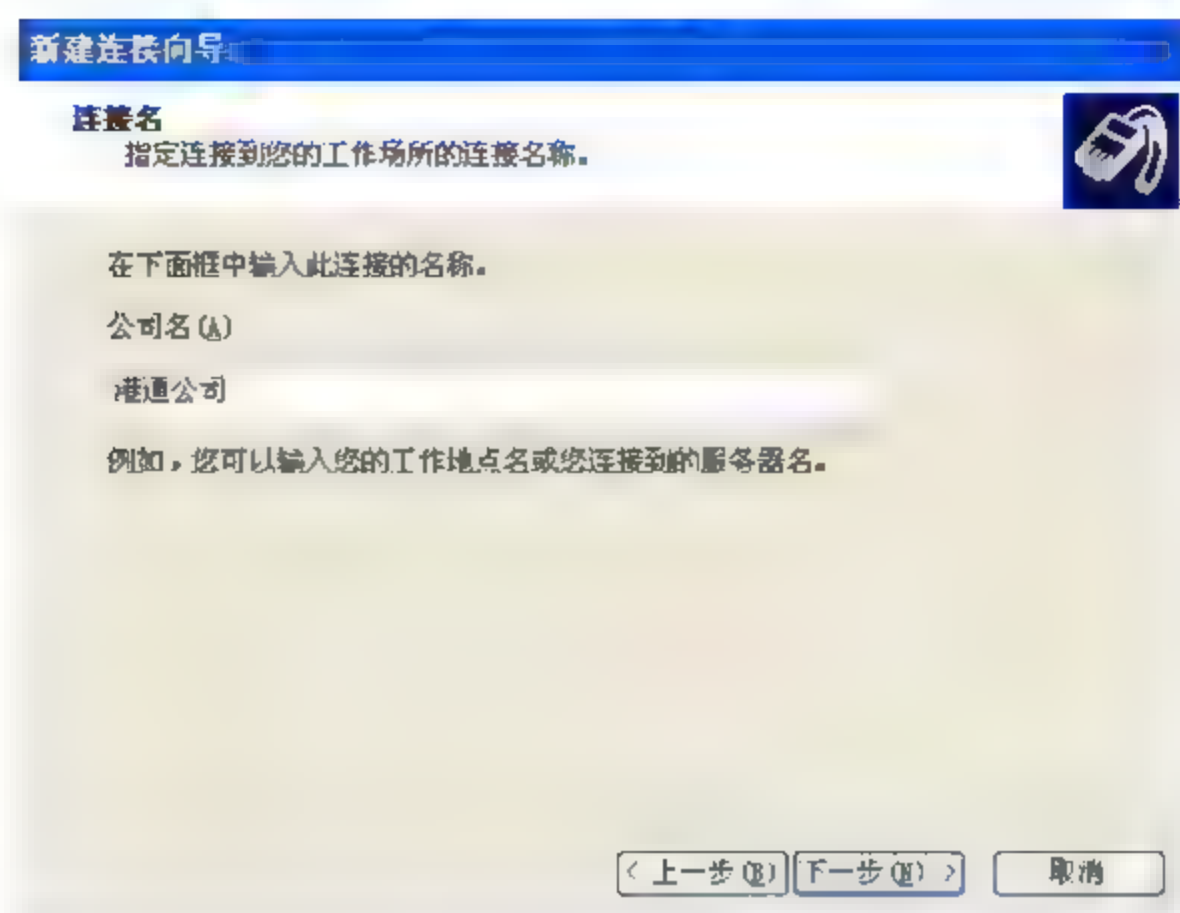 新建连接向导
连接名
指定连接到您的工作场所的连接名称。
在下面框中输入此连接的名称。
公司名(A)
港通公司
例如，您可以输入您的工作地点名或您连接到的服务器名。
< 上一步(B) 下一步(N) > 取消